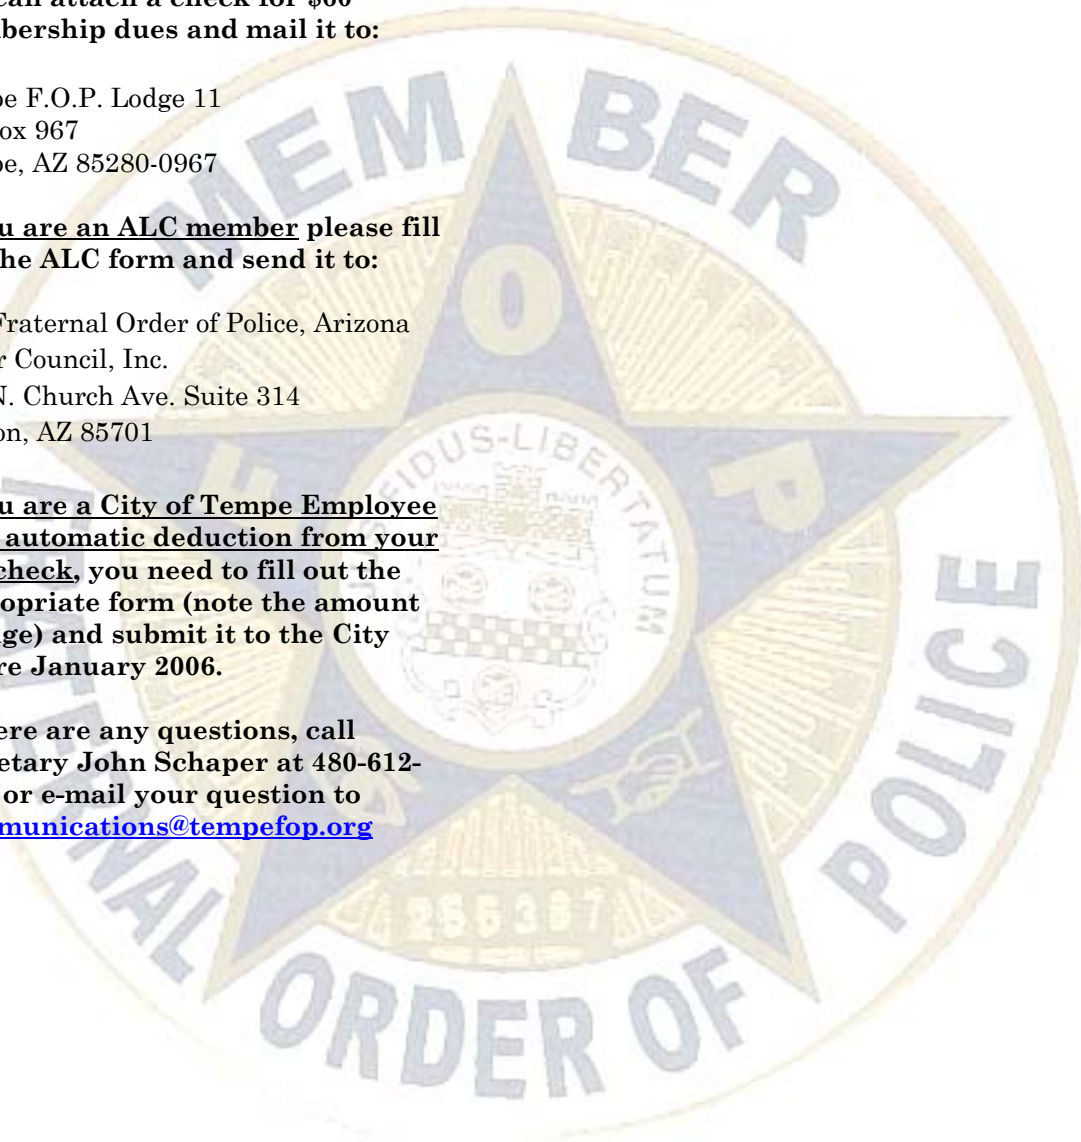 can attach a check for $60
bership dues and mail it to:
be F.O.P. Lodge 11
ox 967
be, AZ 85280-0967
u are an ALC member please fill
he ALC form and send it to:
Fraternal Order of Police, Arizona
r Council, Inc.
N. Church Ave. Suite 314
on, AZ 85701
u are a City of Tempe Employee
automatic deduction from your
check, you need to fill out the
opriate form (note the amount
ge) and submit it to the City
re January 2006.
ere are any questions, call
etary John Schaper at 480-612-
or e-mail your question to
munications@tempefop.org
MEMBER
F O P
FIDUS-LIBERTATUM
FRATERNAL ORDER OF POLICE